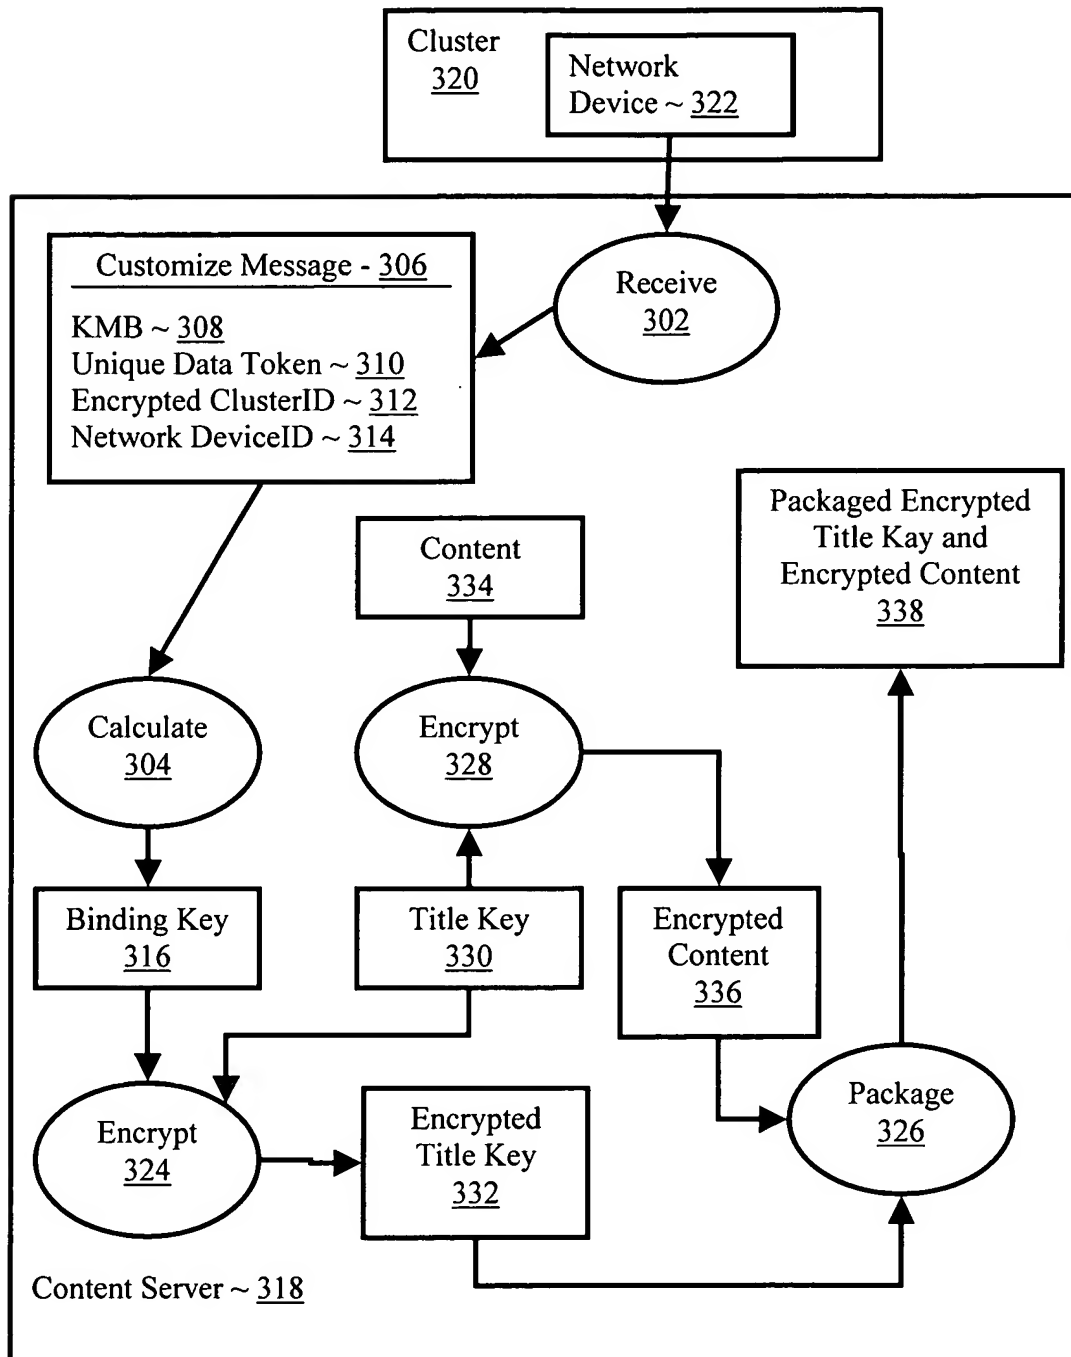 Cluster
320
Network
Device ~ 322
Receive
302
Customize Message - 306
KMB ~ 308
Unique Data Token ~ 310
Encrypted ClusterID ~ 312
Network DeviceID ~ 314
Content
334
Packaged Encrypted
Title Kay and
Encrypted Content
338
Calculate
304
Encrypt
328
Binding Key
316
Title Key
330
Encrypted
Content
336
Encrypt
324
Encrypted
Title Key
332
Package
326
Content Server ~ 318